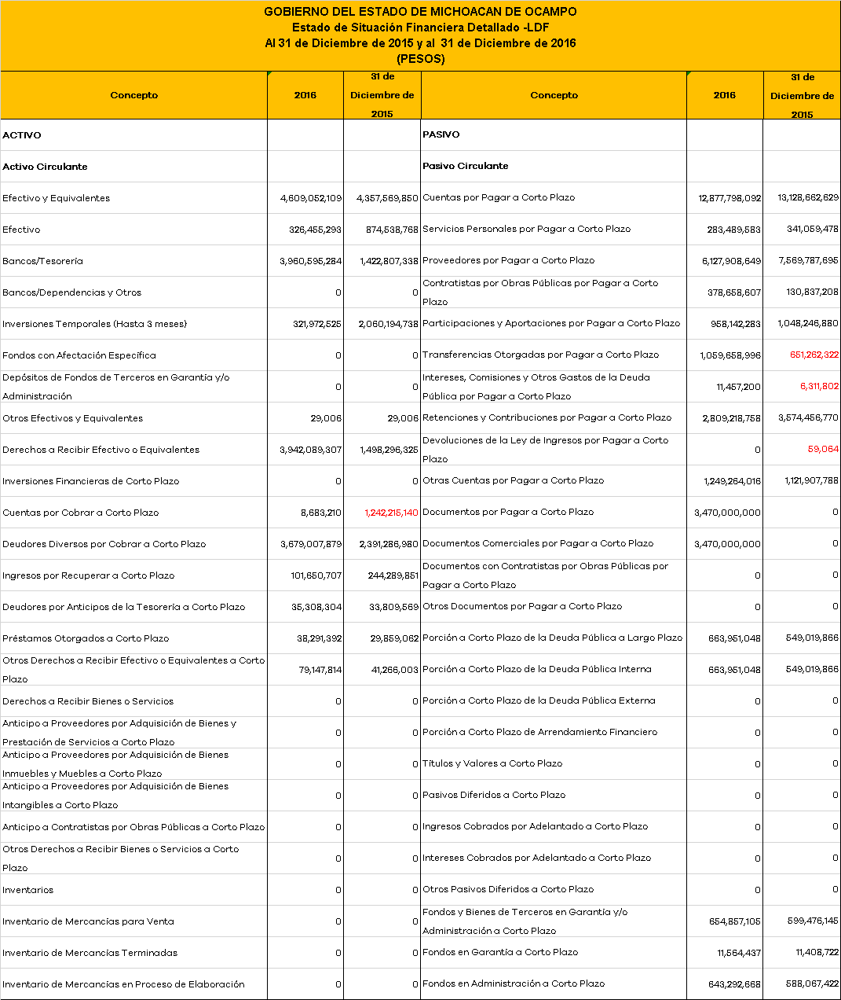 GOBIERNO DEL ESTADO DE MICHOACAN DE OCAMPO
Estado de Situación Financiera Detallado -LDF
Al 31 de Diciembre de 2015 y al 31 de Diciembre de 2016
(PESOS)
Concepto 2016 31 de Diciembre de 2015 Concepto 2016 31 de Diciembre de 2015
ACTIVO PASIVO
Activo Circulante Pasivo Circulante
Efectivo y Equivalentes 4,609,052,109 4,357,569,850 Cuentas por Pagar a Corto Plazo 12,877,798,092 13,128,662,629
Efectivo 326,455,293 874,538,768 Servicios Personales por Pagar a Corto Plazo 283,489,583 341,059,478
Bancos/Tesorería 3,960,595,284 1,422,807,338 Proveedores por Pagar a Corto Plazo 6,127,908,649 7,569,787,695
Bancos/Dependencias y Otros 0 0 Contratistas por Obras Públicas por Pagar a Corto Plazo 378,658,607 130,837,208
Inversiones Temporales (Hasta 3 meses) 321,972,525 2,060,194,738 Participaciones y Aportaciones por Pagar a Corto Plazo 958,142,283 1,048,246,880
Fondos con Afectación Específica 0 0 Transferencias Otorgadas por Pagar a Corto Plazo 1,059,658,996 651,262,322
Depósitos de Fondos de Terceros en Garantía y/o Administración 0 0 Intereses, Comisiones y Otros Gastos de la Deuda Pública por Pagar a Corto Plazo 11,457,200 6,311,802
Otros Efectivos y Equivalentes 29,006 29,006 Retenciones y Contribuciones por Pagar a Corto Plazo 2,809,218,758 3,574,456,770
Derechos a Recibir Efectivo o Equivalentes 3,942,089,307 1,498,296,325 Devoluciones de la Ley de Ingresos por Pagar a Corto Plazo 0 59,064
Inversiones Financieras de Corto Plazo 0 0 Otras Cuentas por Pagar a Corto Plazo 1,249,264,016 1,121,907,788
Cuentas por Cobrar a Corto Plazo 8,683,210 1,242,215,140 Documentos por Pagar a Corto Plazo 3,470,000,000 0
Deudores Diversos por Cobrar a Corto Plazo 3,679,007,879 2,391,286,980 Documentos Comerciales por Pagar a Corto Plazo 3,470,000,000 0
Ingresos por Recuperar a Corto Plazo 101,650,707 244,289,851 Documentos con Contratistas por Obras Públicas por Pagar a Corto Plazo 0 0
Deudores por Anticipos de la Tesorería a Corto Plazo 35,308,304 33,809,569 Otros Documentos por Pagar a Corto Plazo 0 0
Préstamos Otorgados a Corto Plazo 38,291,392 29,859,062 Porción a Corto Plazo de la Deuda Pública a Largo Plazo 663,951,048 549,019,866
Otros Derechos a Recibir Efectivo o Equivalentes a Corto Plazo 79,147,814 41,266,003 Porción a Corto Plazo de la Deuda Pública Interna 663,951,048 549,019,866
Derechos a Recibir Bienes o Servicios 0 0 Porción a Corto Plazo de la Deuda Pública Externa 0 0
Anticipo a Proveedores por Adquisición de Bienes y Prestación de Servicios a Corto Plazo 0 0 Porción a Corto Plazo de Arrendamiento Financiero 0 0
Anticipo a Proveedores por Adquisición de Bienes Inmuebles y Muebles a Corto Plazo 0 0 Títulos y Valores a Corto Plazo 0 0
Anticipo a Proveedores por Adquisición de Bienes Intangibles a Corto Plazo 0 0 Pasivos Diferidos a Corto Plazo 0 0
Anticipo a Contratistas por Obras Públicas a Corto Plazo 0 0 Ingresos Cobrados por Adelantado a Corto Plazo 0 0
Otros Derechos a Recibir Bienes o Servicios a Corto Plazo 0 0 Intereses Cobrados por Adelantado a Corto Plazo 0 0
Inventarios 0 0 Otros Pasivos Diferidos a Corto Plazo 0 0
Inventario de Mercancías para Venta 0 0 Fondos y Bienes de Terceros en Garantía y/o Administración a Corto Plazo 654,857,105 599,476,145
Inventario de Mercancías Terminadas 0 0 Fondos en Garantía a Corto Plazo 11,564,437 11,408,722
Inventario de Mercancías en Proceso de Elaboración 0 0 Fondos en Administración a Corto Plazo 643,292,668 588,067,422